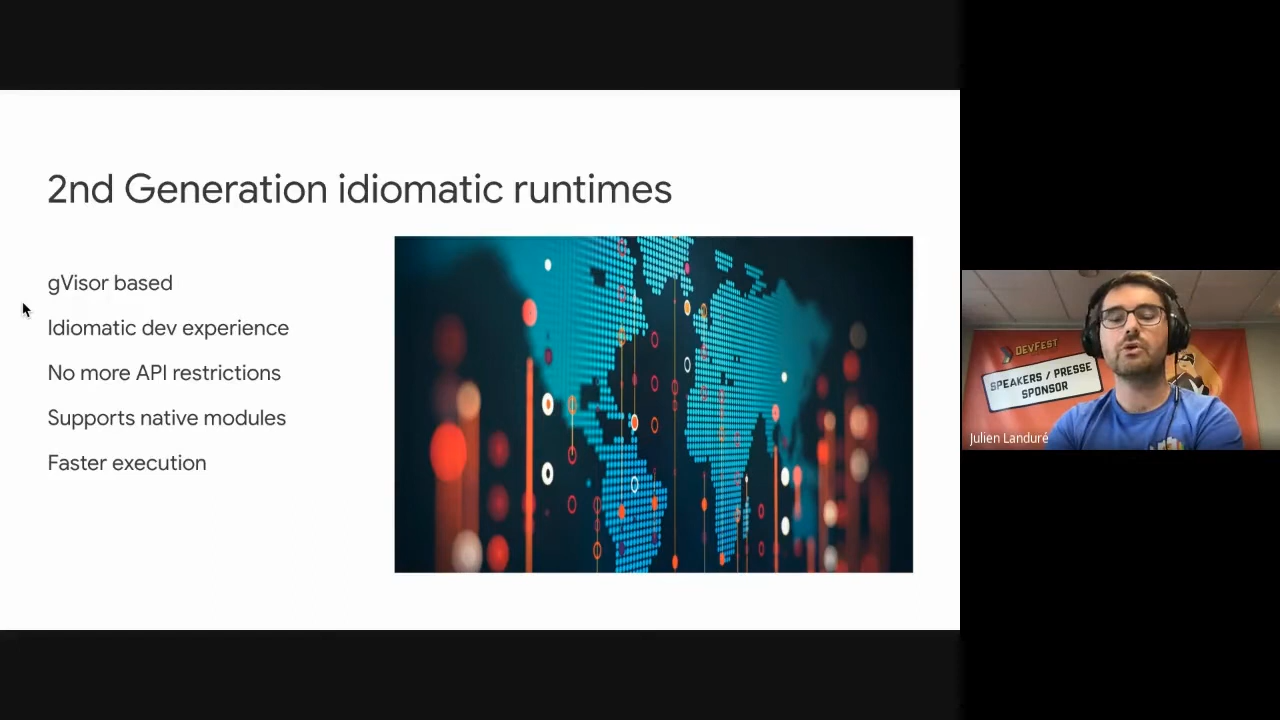 2nd Generation idiomatic runtimes
gVisor based
Idiomatic dev experience
No more API restrictions
Supports native modules
Faster execution
DEVFEST
SPEAKERS / PRESSE
SPONSOR
Julien Landuré